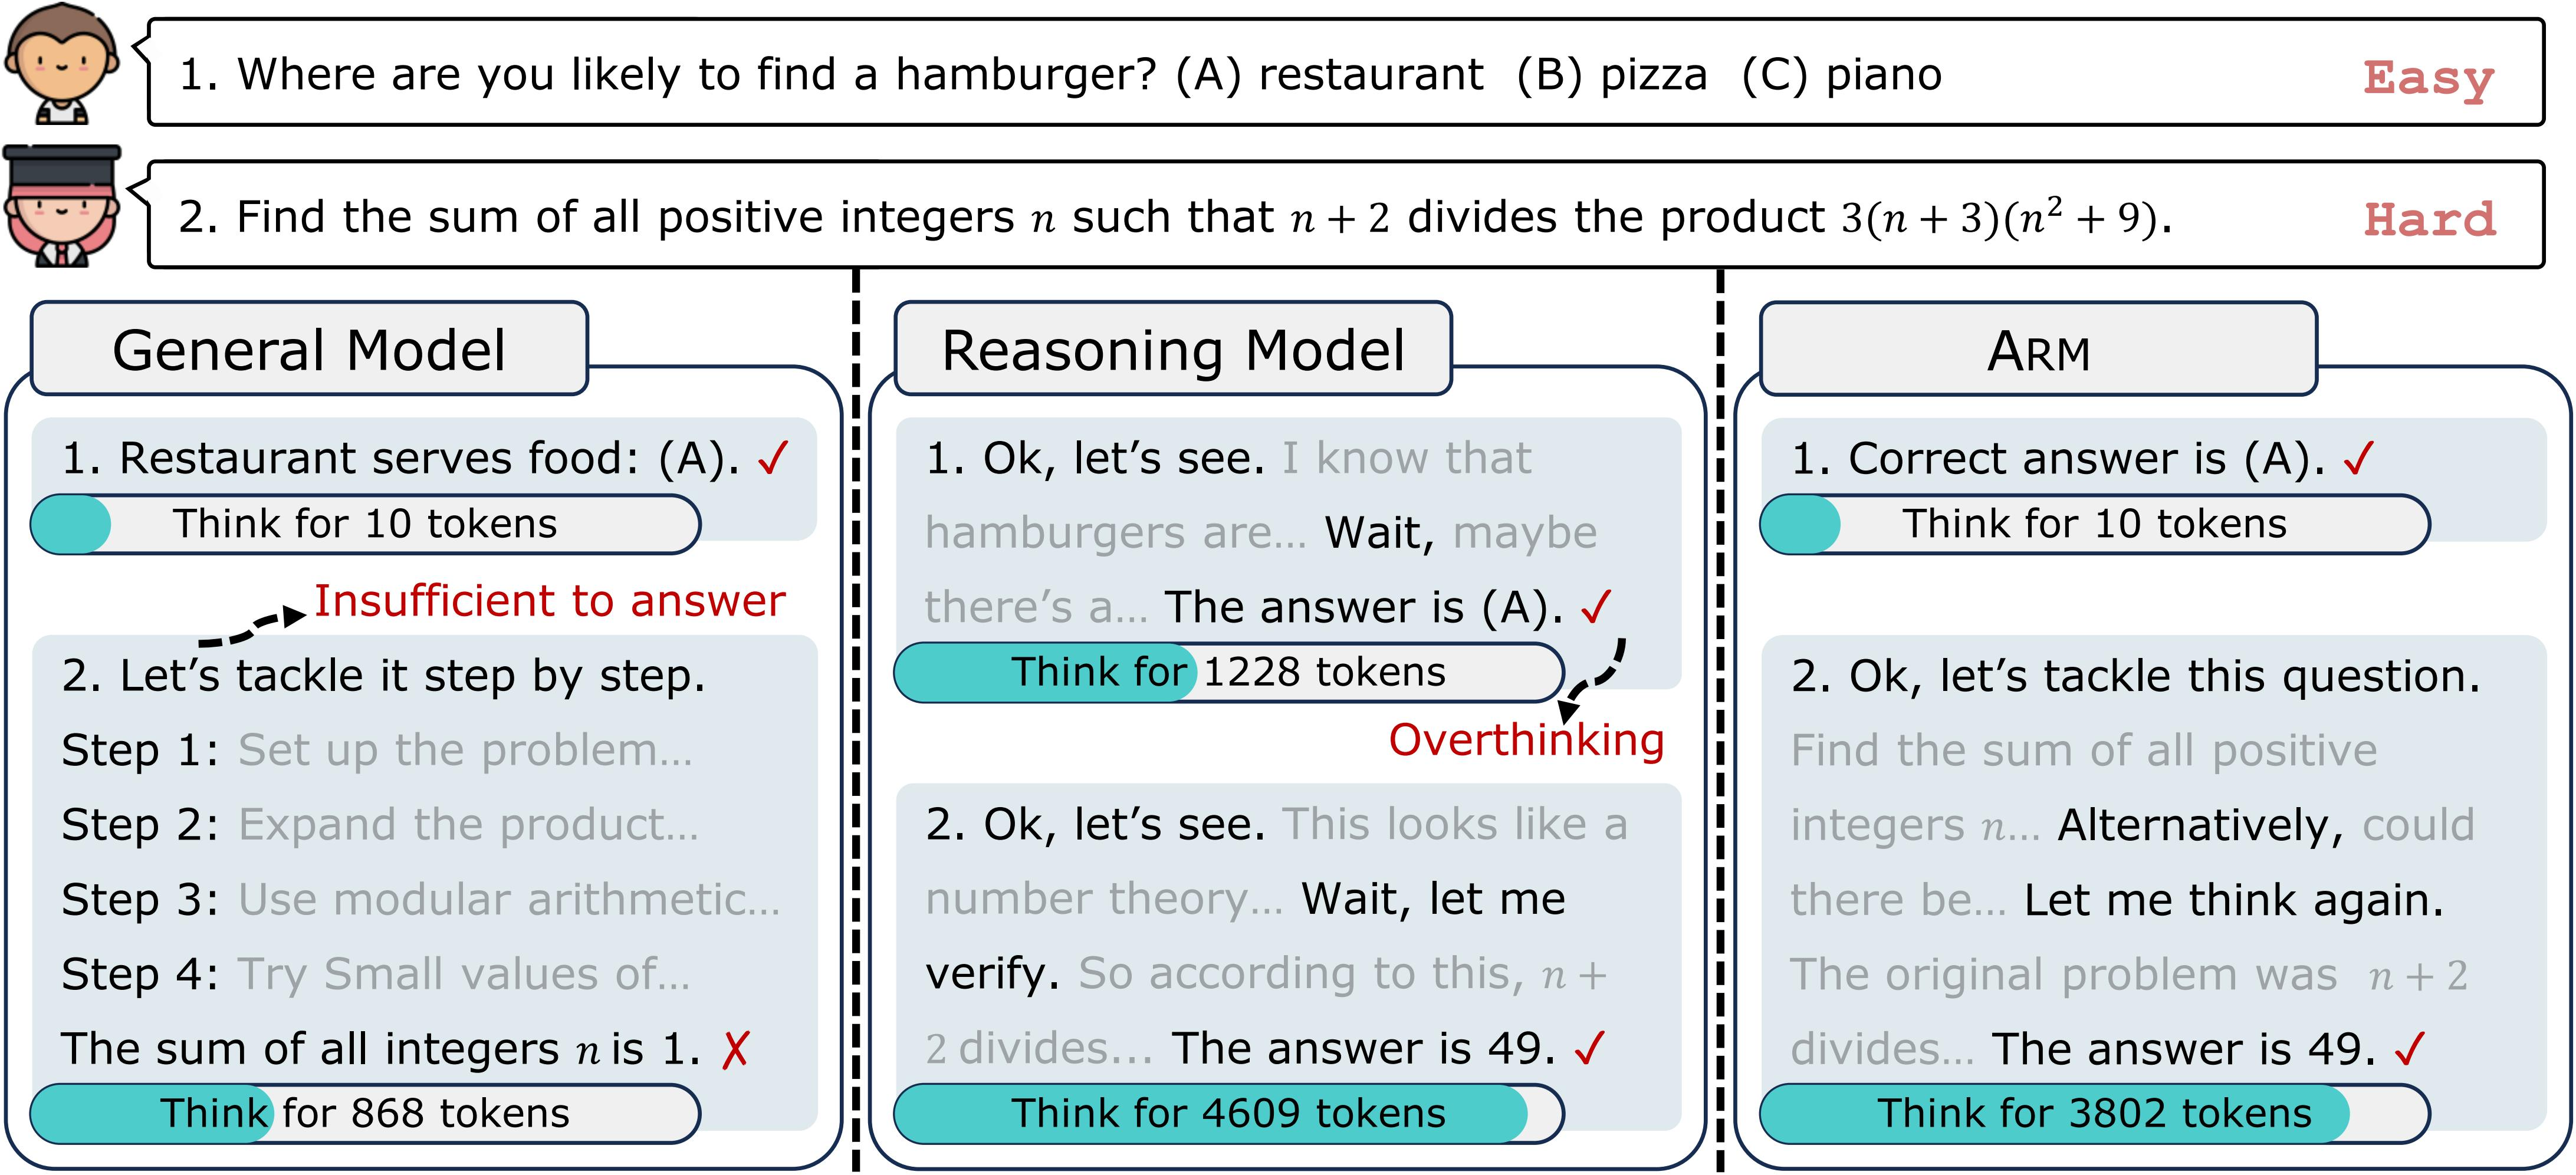 1. Where are you likely to find a hamburger? (A) restaurant (B) pizza (C) piano
Easy
2. Find the sum of all positive integers n such that n + 2 divides the product 3(n + 3)(n² + 9).
Hard
General Model
1. Restaurant serves food: (A). ✓
Think for 10 tokens
Insufficient to answer
2. Let’s tackle it step by step.
Step 1: Set up the problem…
Step 2: Expand the product…
Step 3: Use modular arithmetic…
Step 4: Try Small values of…
The sum of all integers n is 1. ✗
Think for 868 tokens
Reasoning Model
1. Ok, let’s see. I know that
hamburgers are… Wait, maybe
there’s a… The answer is (A). ✓
Think for 1228 tokens
Overthinking
2. Ok, let’s see. This looks like a
number theory… Wait, let me
verify. So according to this, n +
2 divides... The answer is 49. ✓
Think for 4609 tokens
ARM
1. Correct answer is (A). ✓
Think for 10 tokens
2. Ok, let’s tackle this question.
Find the sum of all positive
integers n… Alternatively, could
there be… Let me think again.
The original problem was n + 2
divides… The answer is 49. ✓
Think for 3802 tokens